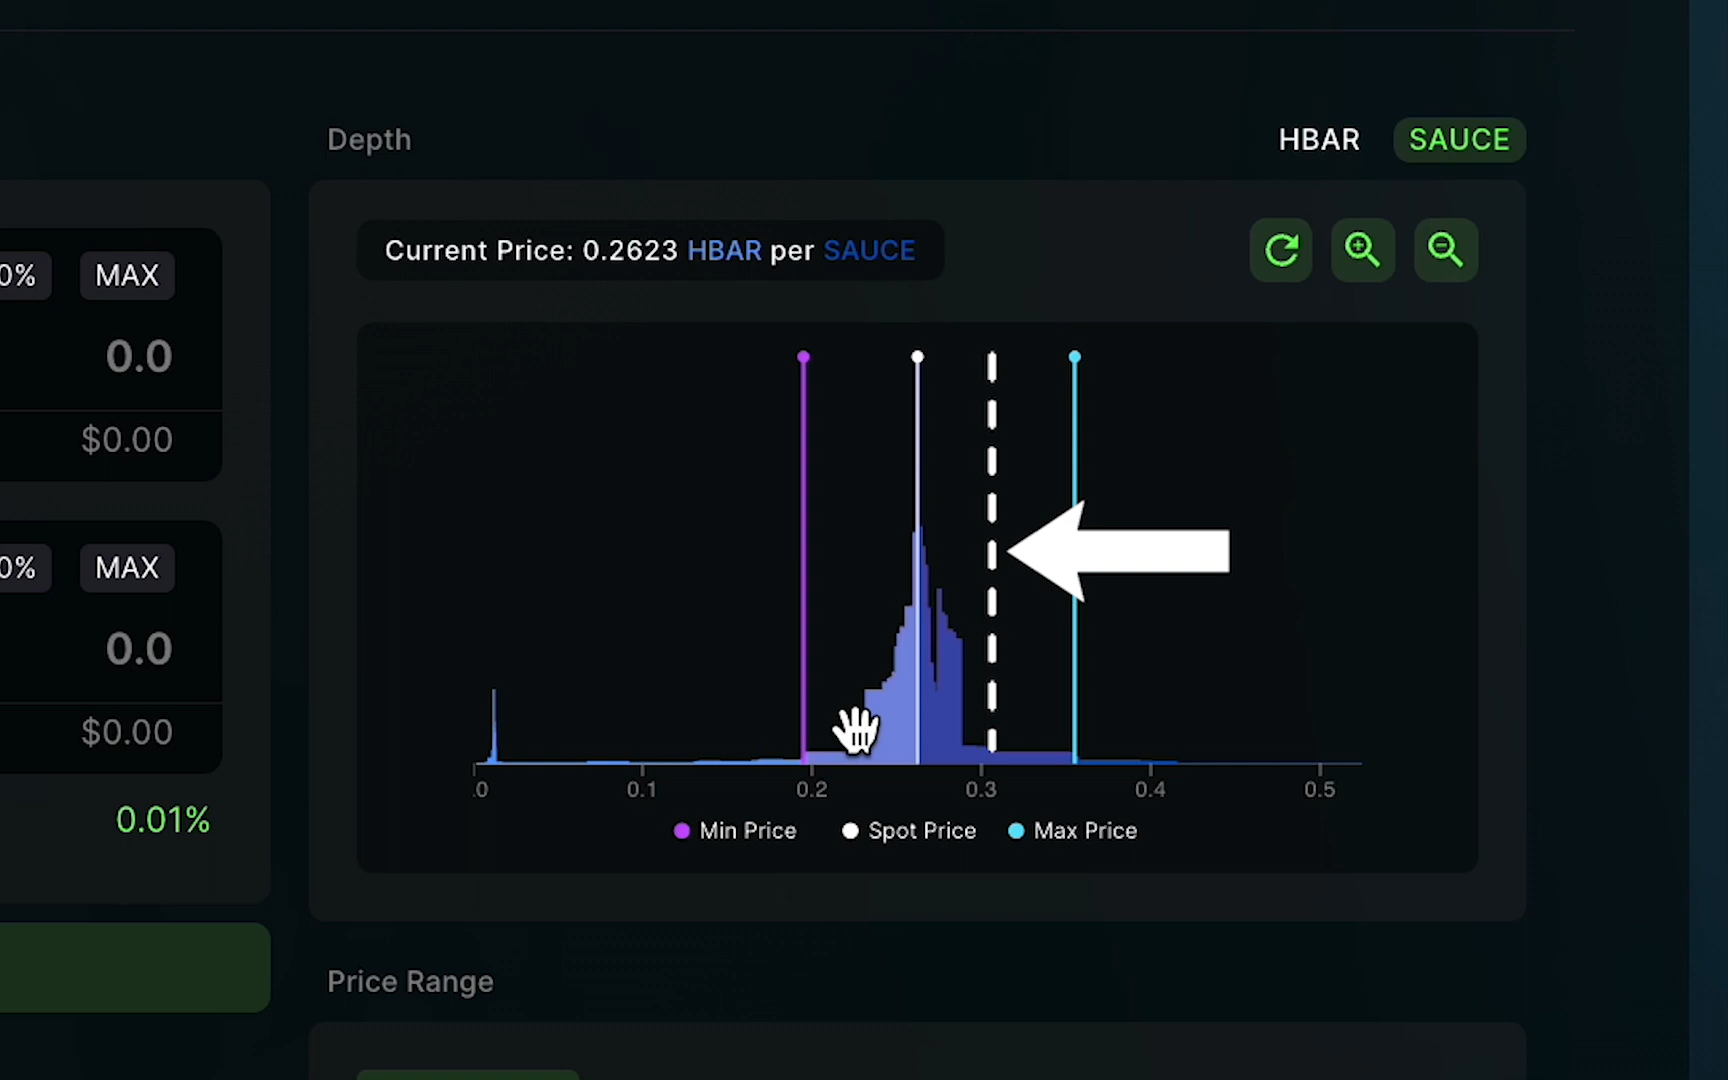 Depth
HBAR SAUCE
Current Price: 0.2623 HBAR per SAUCE
0% MAX
0.0
$0.00
0% MAX
0.0
$0.00
0.01%
.0 0.1 0.2 0.3 0.4 0.5
Min Price Spot Price Max Price
Price Range